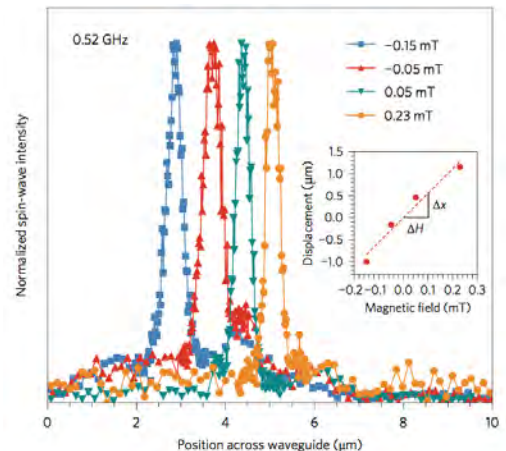 0.52 GHz
−0.15 mT
−0.05 mT
0.05 mT
0.23 mT
Normalized spin-wave intensity
Displacement (μm)
1.5
1.0
0.5
0.0
−0.5
−1.0
Δx
ΔH
−0.2 −0.1 0.0 0.1 0.2 0.3
Magnetic field (mT)
0 2 4 6 8 10
Position across waveguide (μm)